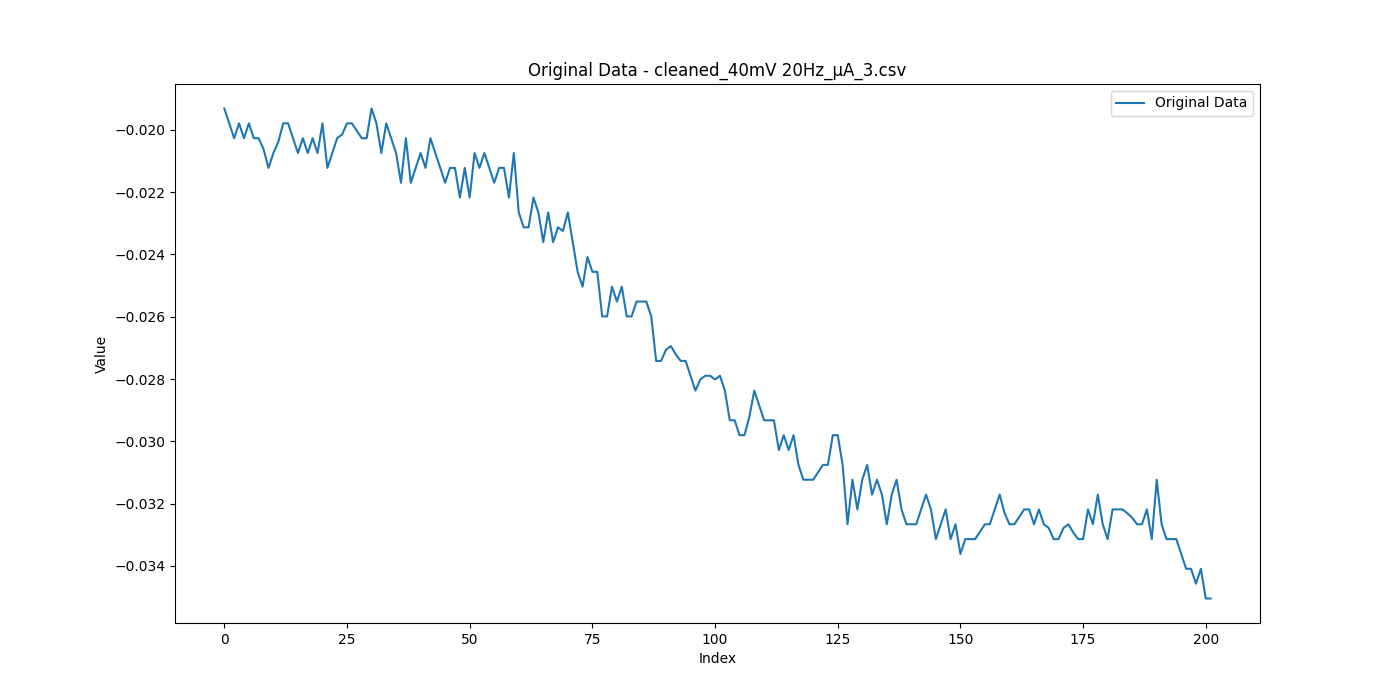 Original Data - cleaned_40mV 20Hz_μA_3.csv
Original Data
−0.020
−0.022
−0.024
−0.026
−0.028
−0.030
−0.032
−0.034
Value
0 25 50 75 100 125 150 175 200
Index